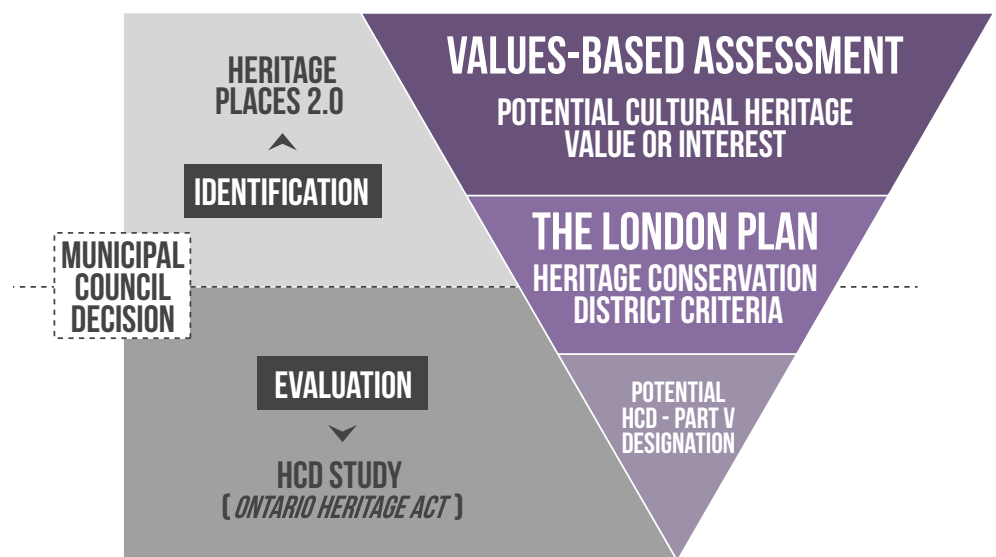 HERITAGE
PLACES 2.0
IDENTIFICATION
MUNICIPAL
COUNCIL
DECISION
EVALUATION
HCD STUDY
( ONTARIO HERITAGE ACT )
VALUES-BASED ASSESSMENT
POTENTIAL CULTURAL HERITAGE
VALUE OR INTEREST
THE LONDON PLAN
HERITAGE CONSERVATION
DISTRICT CRITERIA
POTENTIAL
HCD - PART V
DESIGNATION